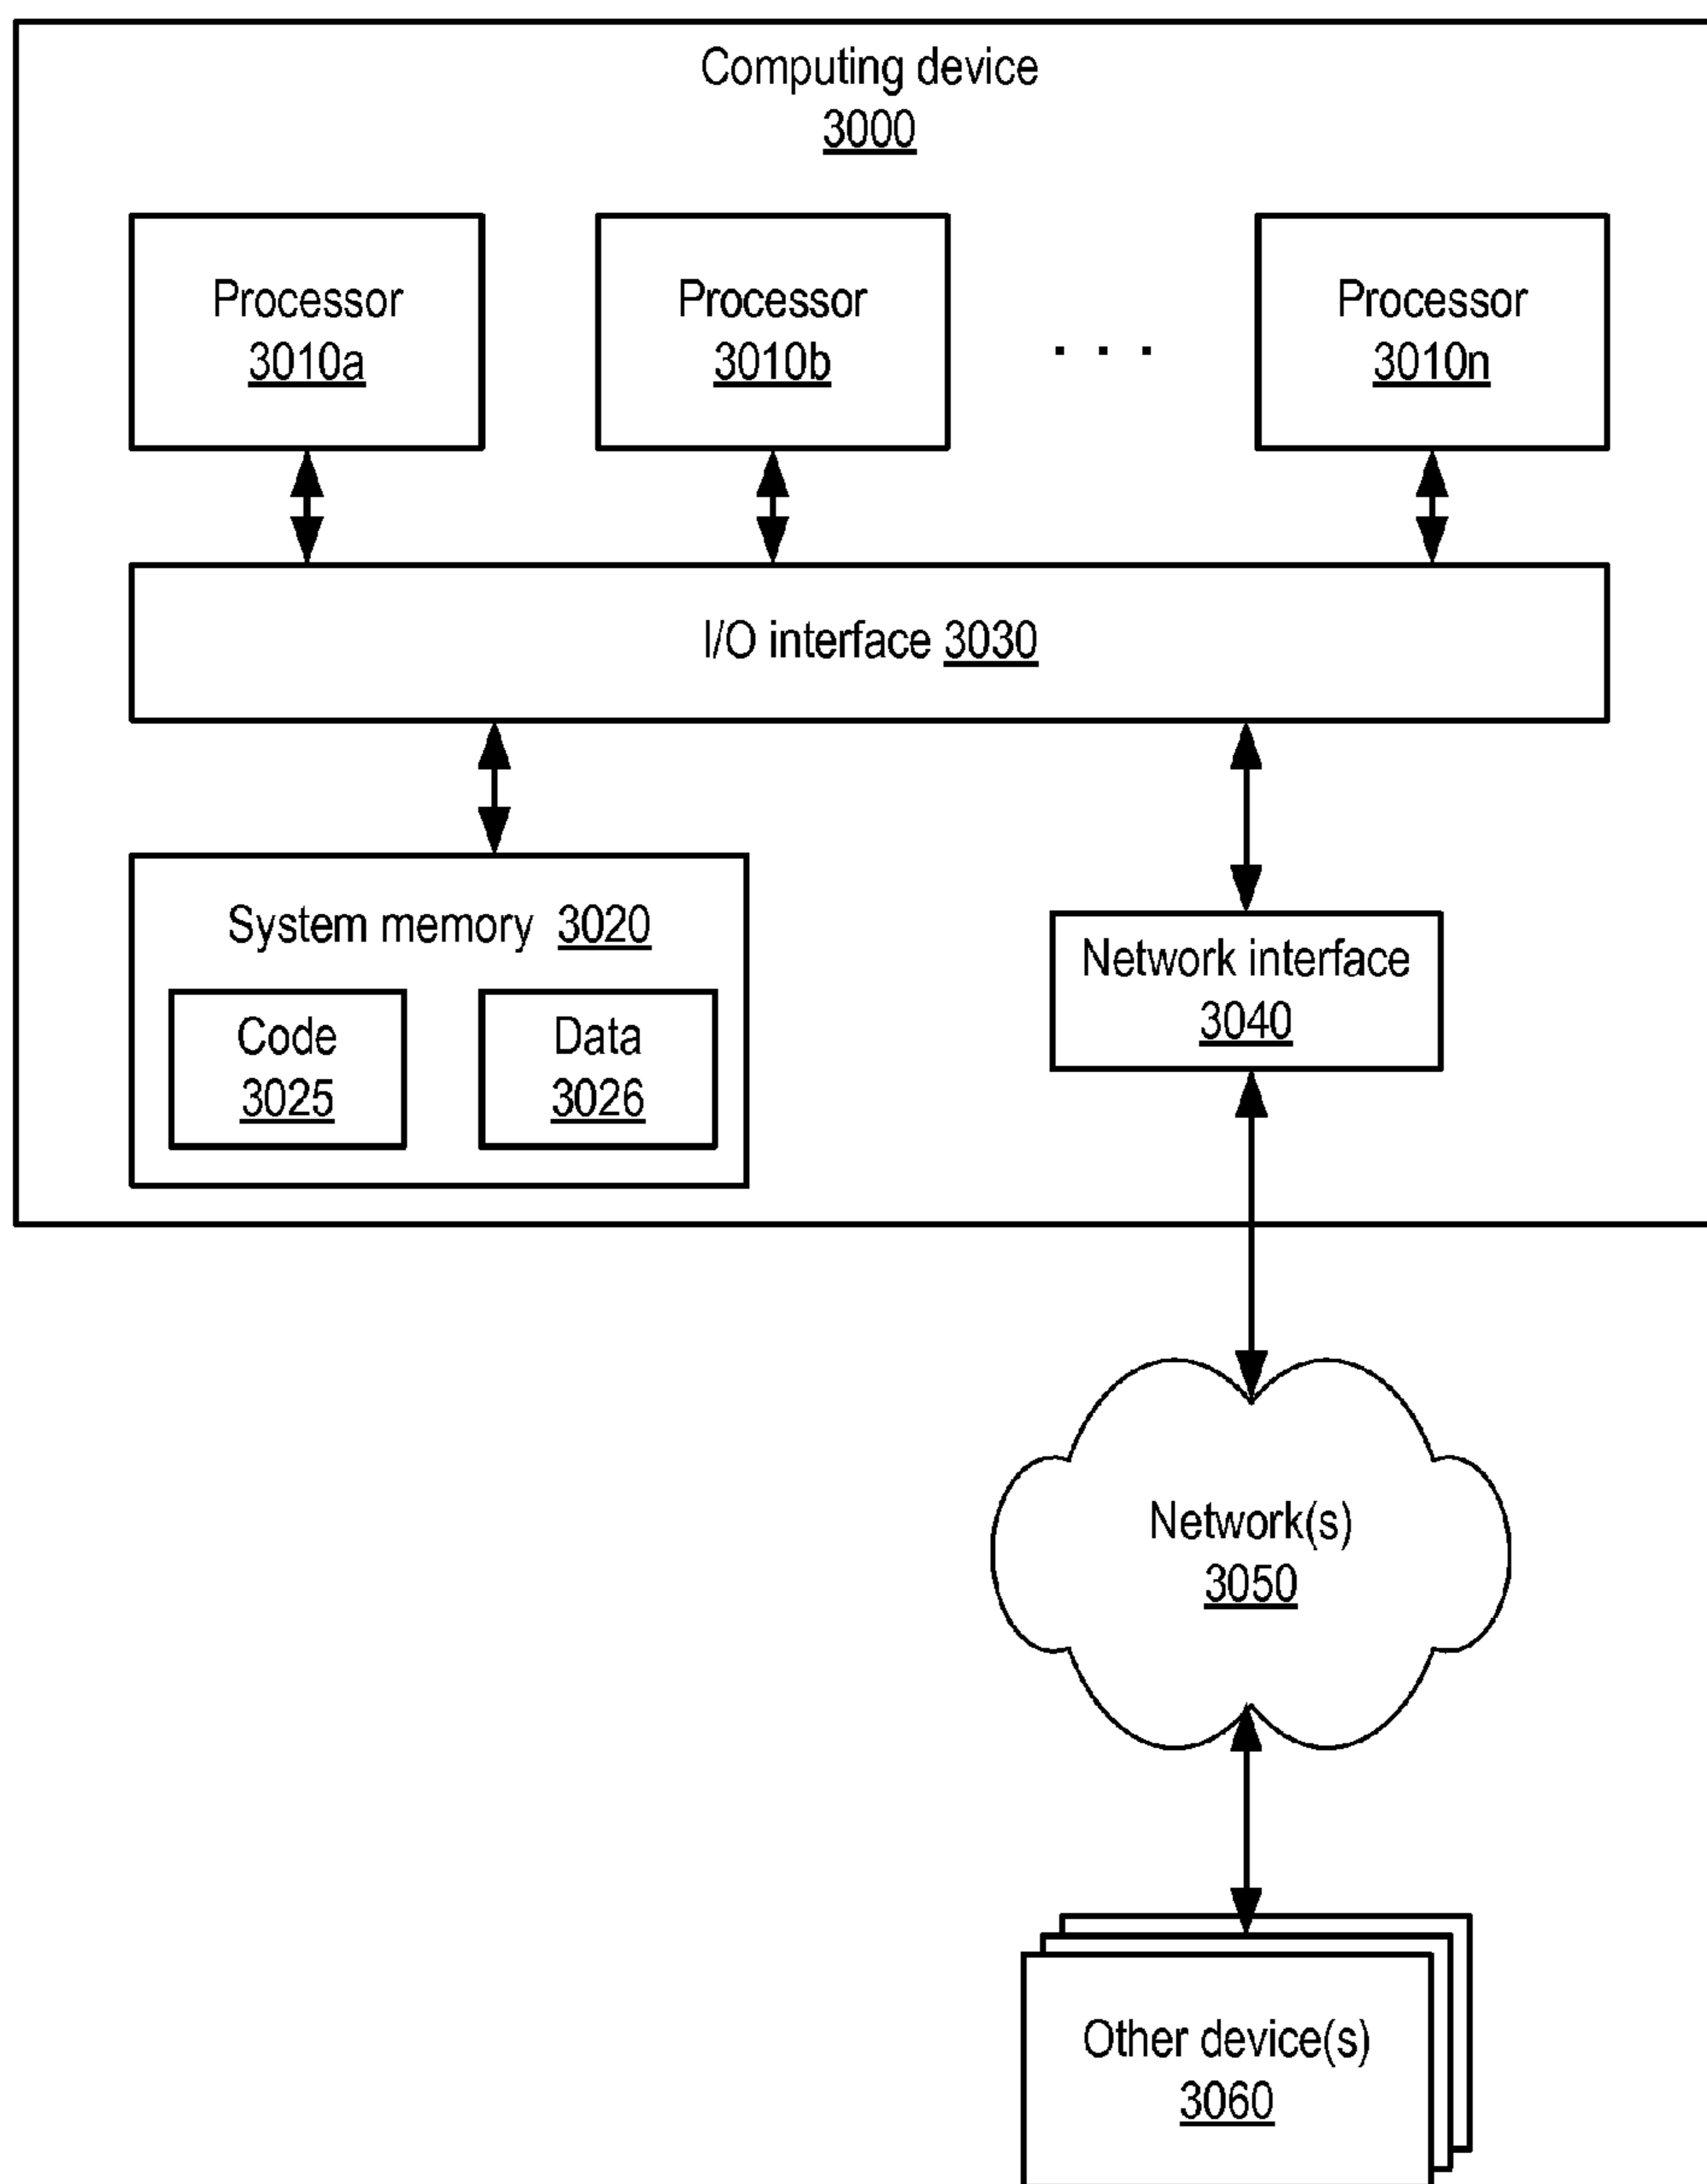 Computing device
3000
Processor
3010a
Processor
3010b
. . .
Processor
3010n
I/O interface 3030
System memory 3020
Code
3025
Data
3026
Network interface
3040
Network(s)
3050
Other device(s)
3060